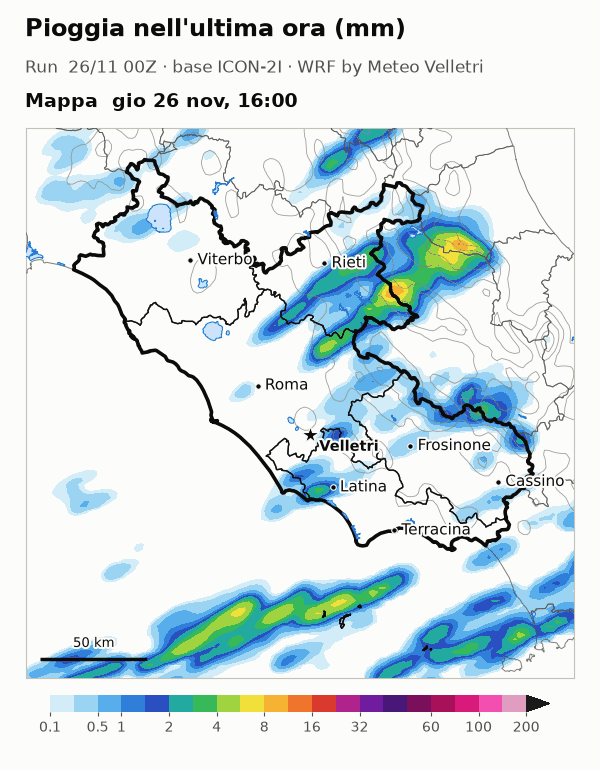 Pioggia nell'ultima ora (mm)
Run 26/11 00Z · base ICON-2I · WRF by Meteo Velletri
Mappa gio 26 nov, 16:00
Viterbo
Rieti
Roma
Velletri
Frosinone
Latina
Cassino
Terracina
50 km
0.1 0.5 1 2 4 8 16 32 60 100 200